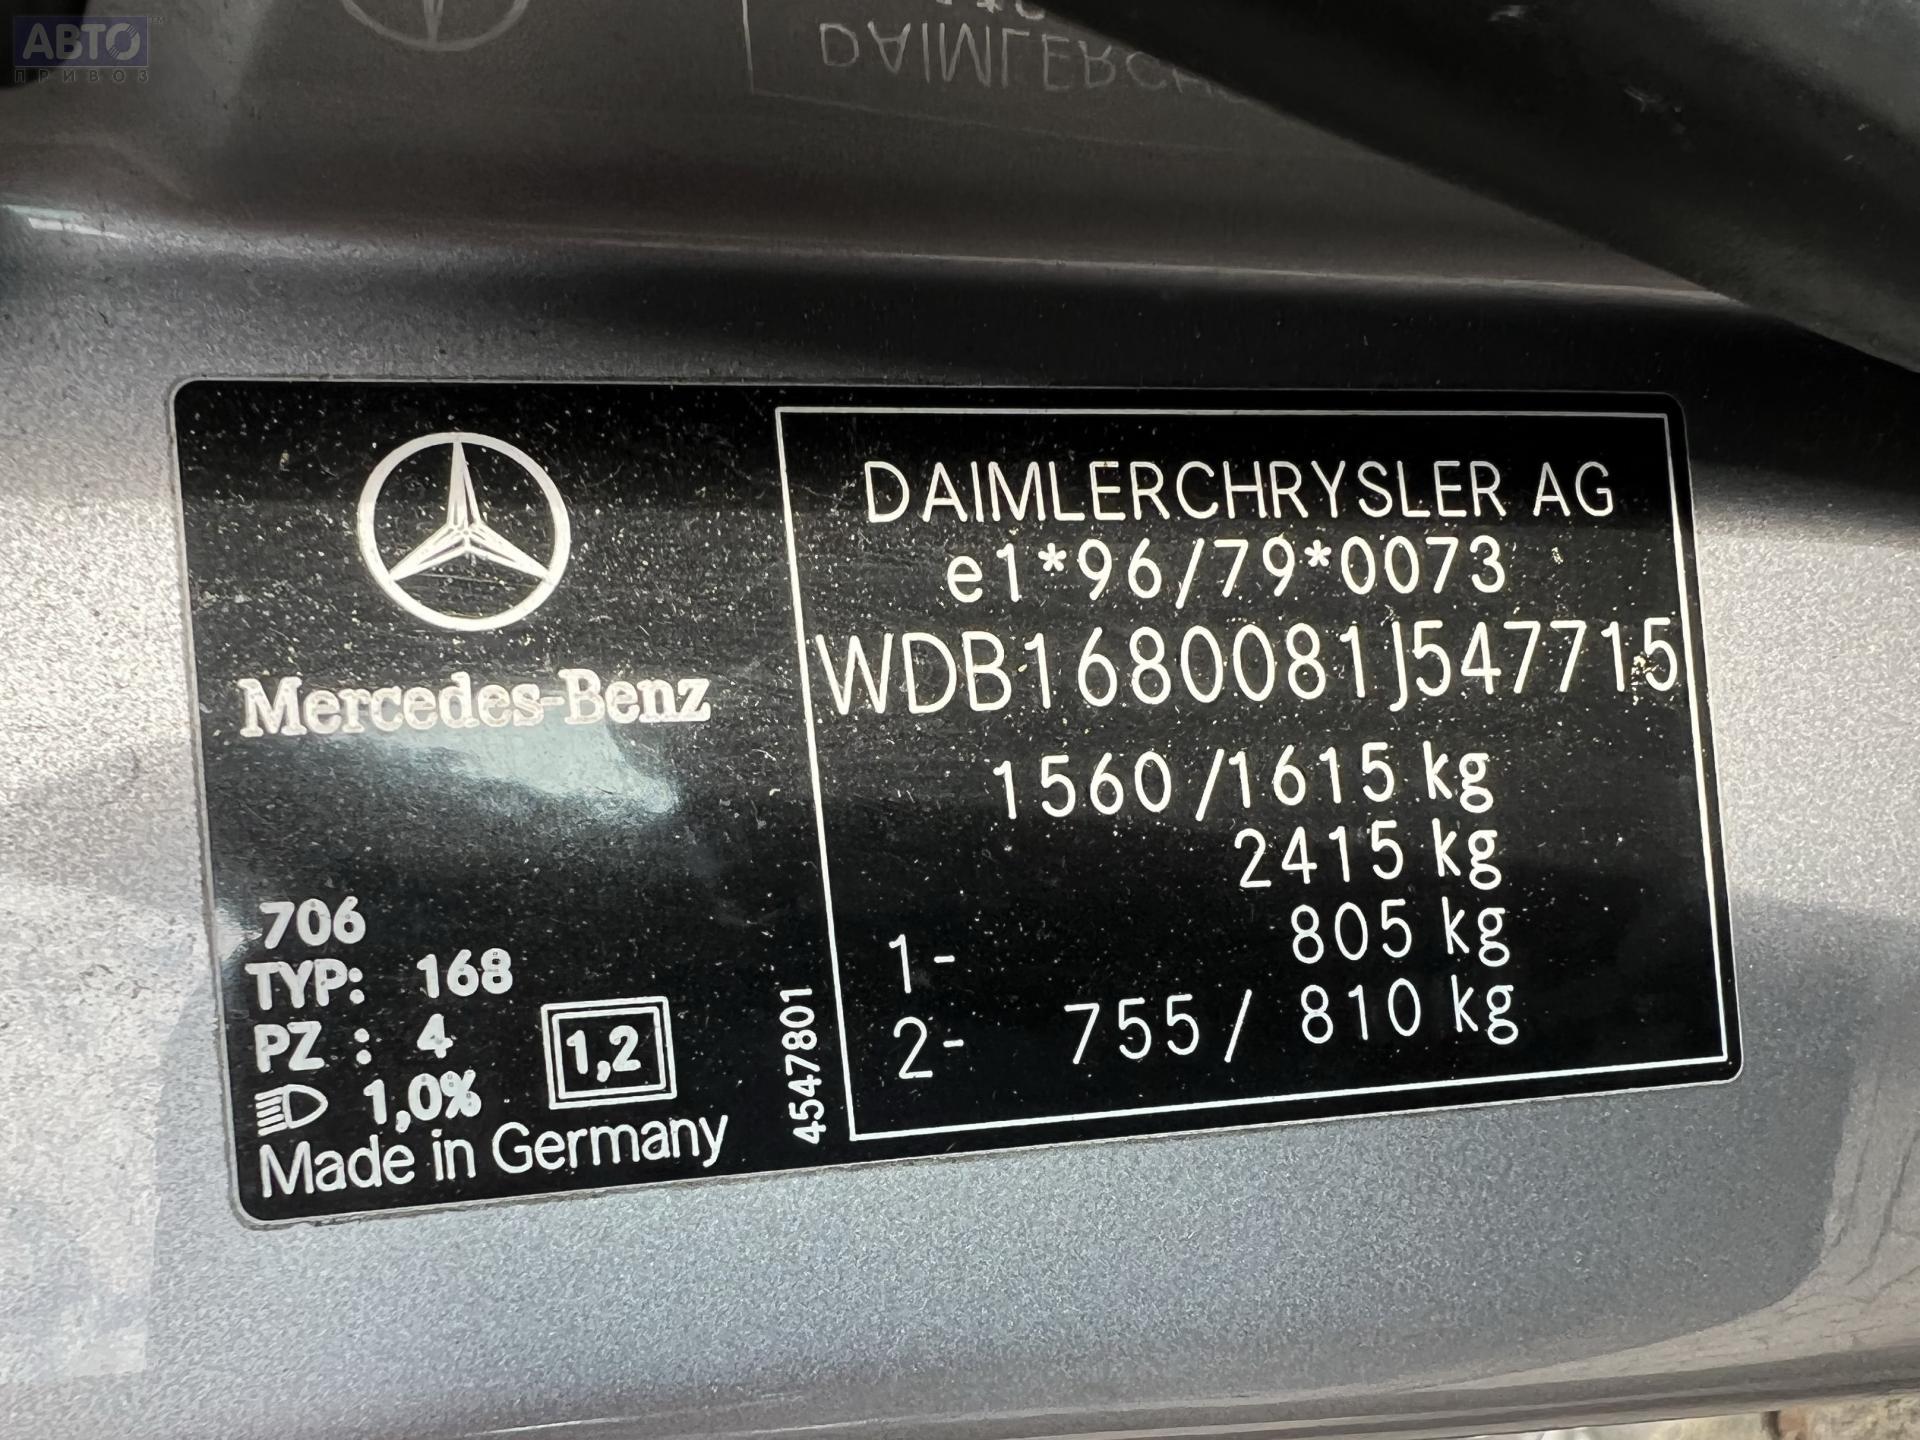 АВТО
ПРИВОЗ
DAIMLERCH
Mercedes-Benz
706
TYP: 168
PZ : 4
1,0%
1,2
Made in Germany
4547801
DAIMLERCHRYSLER AG
e1*96/79*0073
WDB1680081J547715
1560/1615 kg
2415 kg
1- 805 kg
2- 755/ 810 kg